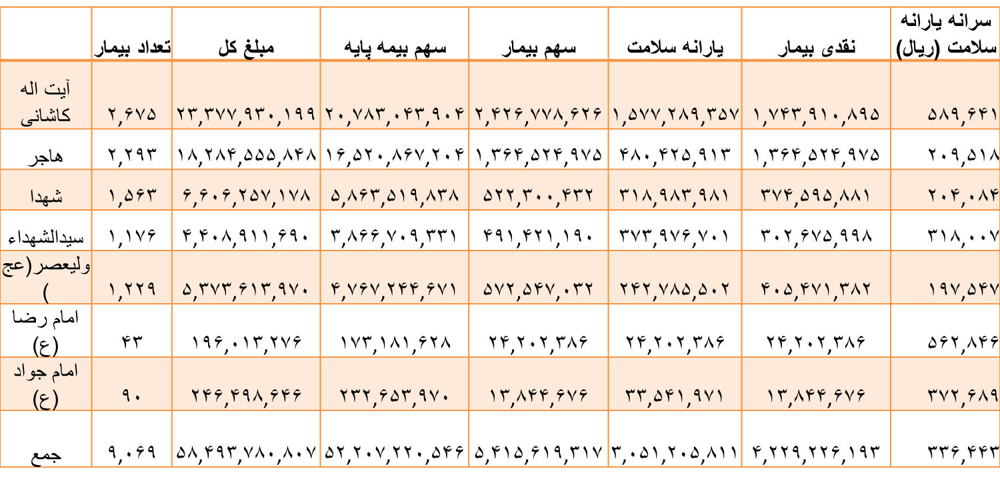 تعداد بیمار مبلغ کل سهم بیمه پایه سهم بیمار یارانه سلامت نقدی بیمار سرانه یارانه
سلامت (ریال)
آیت اله
کاشانی ۲,۶۷۵ ۲۳,۳۷۷,۹۳۰,۱۹۹ ۲۰,۷۸۳,۰۴۳,۹۰۴ ۲,۴۲۶,۷۷۸,۶۲۶ ۱,۵۷۷,۲۸۹,۳۵۷ ۱,۷۴۳,۹۱۰,۸۹۵ ۵۸۹,۶۴۱
هاجر ۲,۲۹۳ ۱۸,۲۸۴,۵۵۵,۸۴۸ ۱۶,۵۲۰,۸۶۷,۲۰۴ ۱,۳۶۴,۵۲۴,۹۷۵ ۴۸۰,۴۲۵,۹۱۳ ۱,۳۶۴,۵۲۴,۹۷۵ ۲۰۹,۵۱۸
شهدا ۱,۵۶۳ ۶,۶۰۶,۲۵۷,۱۷۸ ۵,۸۶۳,۵۱۹,۸۳۸ ۵۲۲,۳۰۰,۴۳۲ ۳۱۸,۹۸۳,۹۸۱ ۳۷۴,۵۹۵,۸۸۱ ۲۰۴,۰۸۴
سیدالشهداء ۱,۱۷۶ ۴,۴۰۸,۹۱۱,۶۹۰ ۳,۸۶۶,۷۰۹,۳۳۱ ۴۹۱,۴۲۱,۱۹۰ ۳۷۳,۹۷۶,۷۰۱ ۳۰۲,۶۷۵,۹۹۸ ۳۱۸,۰۰۷
ولیعصر(عج
) ۱,۲۲۹ ۵,۳۷۳,۶۱۳,۹۷۰ ۴,۷۶۷,۲۴۴,۶۷۱ ۵۷۲,۵۴۷,۰۳۲ ۲۴۲,۷۸۵,۵۰۲ ۴۰۵,۴۷۱,۳۸۲ ۱۹۷,۵۴۷
امام رضا
(ع) ۴۳ ۱۹۶,۰۱۳,۲۷۶ ۱۷۳,۱۸۱,۶۲۸ ۲۴,۲۰۲,۳۸۶ ۲۴,۲۰۲,۳۸۶ ۲۴,۲۰۲,۳۸۶ ۵۶۲,۸۴۶
امام جواد
(ع) ۹۰ ۲۴۶,۴۹۸,۶۴۶ ۲۳۲,۶۵۳,۹۷۰ ۱۳,۸۴۴,۶۷۶ ۳۳,۵۴۱,۹۷۱ ۱۳,۸۴۴,۶۷۶ ۳۷۲,۶۸۹
جمع ۹,۰۶۹ ۵۸,۴۹۳,۷۸۰,۸۰۷ ۵۲,۲۰۷,۲۲۰,۵۴۶ ۵,۴۱۵,۶۱۹,۳۱۷ ۳,۰۵۱,۲۰۵,۸۱۱ ۴,۲۲۹,۲۲۶,۱۹۳ ۳۳۶,۴۴۳